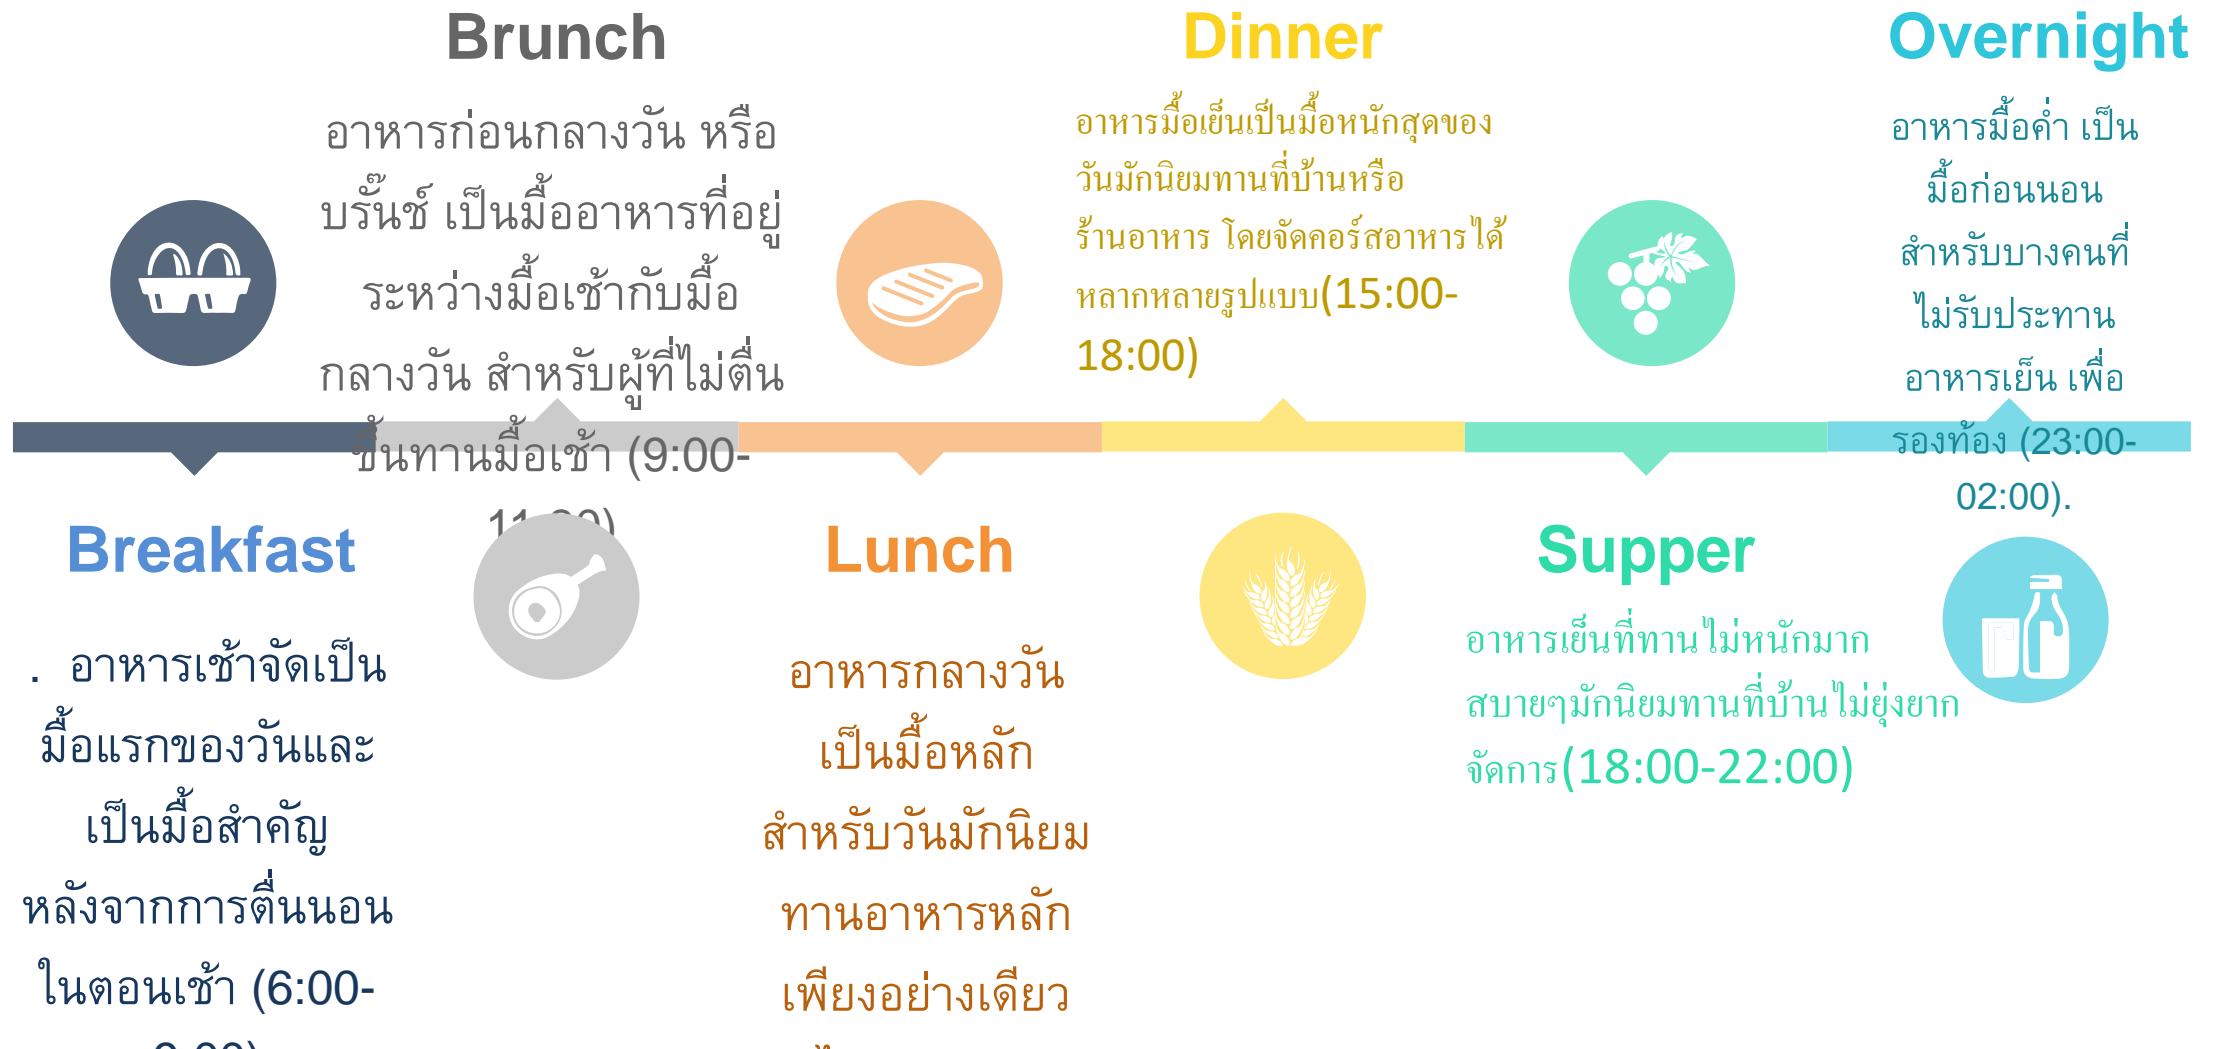 Brunch
อาหารก่อนกลางวัน หรือ
บรั๊นช์ เป็นมื้ออาหารที่อยู่
ระหว่างมื้อเช้ากับมื้อ
กลางวัน สำหรับผู้ที่ไม่ตื่น
ขึ้นทานมื้อเช้า (9:00-
Dinner
อาหารมื้อเย็นเป็นมื้อหนักสุดของ
วันมักนิยมทานที่บ้านหรือ
ร้านอาหาร โดยจัดคอร์สอาหารได้
หลากหลายรูปแบบ(15:00-
18:00)
Overnight
อาหารมื้อค่ำ เป็น
มื้อก่อนนอน
สำหรับบางคนที่
ไม่รับประทาน
อาหารเย็น เพื่อ
รองท้อง (23:00-
02:00).
Breakfast
. อาหารเช้าจัดเป็น
มื้อแรกของวันและ
เป็นมื้อสำคัญ
หลังจากการตื่นนอน
ในตอนเช้า (6:00-
Lunch
อาหารกลางวัน
เป็นมื้อหลัก
สำหรับวันมักนิยม
ทานอาหารหลัก
เพียงอย่างเดียว
Supper
อาหารเย็นที่ทานไม่หนักมาก
สบายๆมักนิยมทานที่บ้านไม่ยุ่งยาก
จัดการ(18:00-22:00)